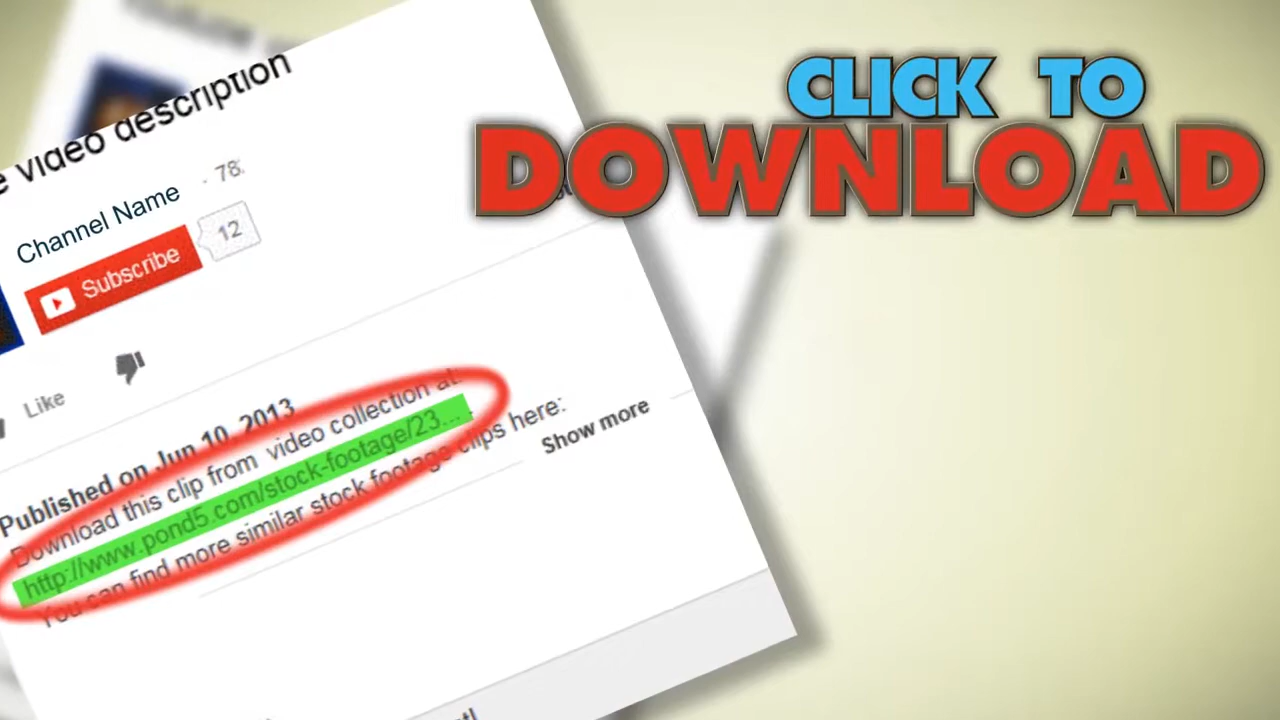 CLICK TO
DOWNLOAD
video description
Channel Name
78
Subscribe
12
Like
Published on Jun 10, 2013
Download this clip from video collection at
http://www.pond5.com/stock-footage/23...
You can find more similar stock footage clips here:
Show more